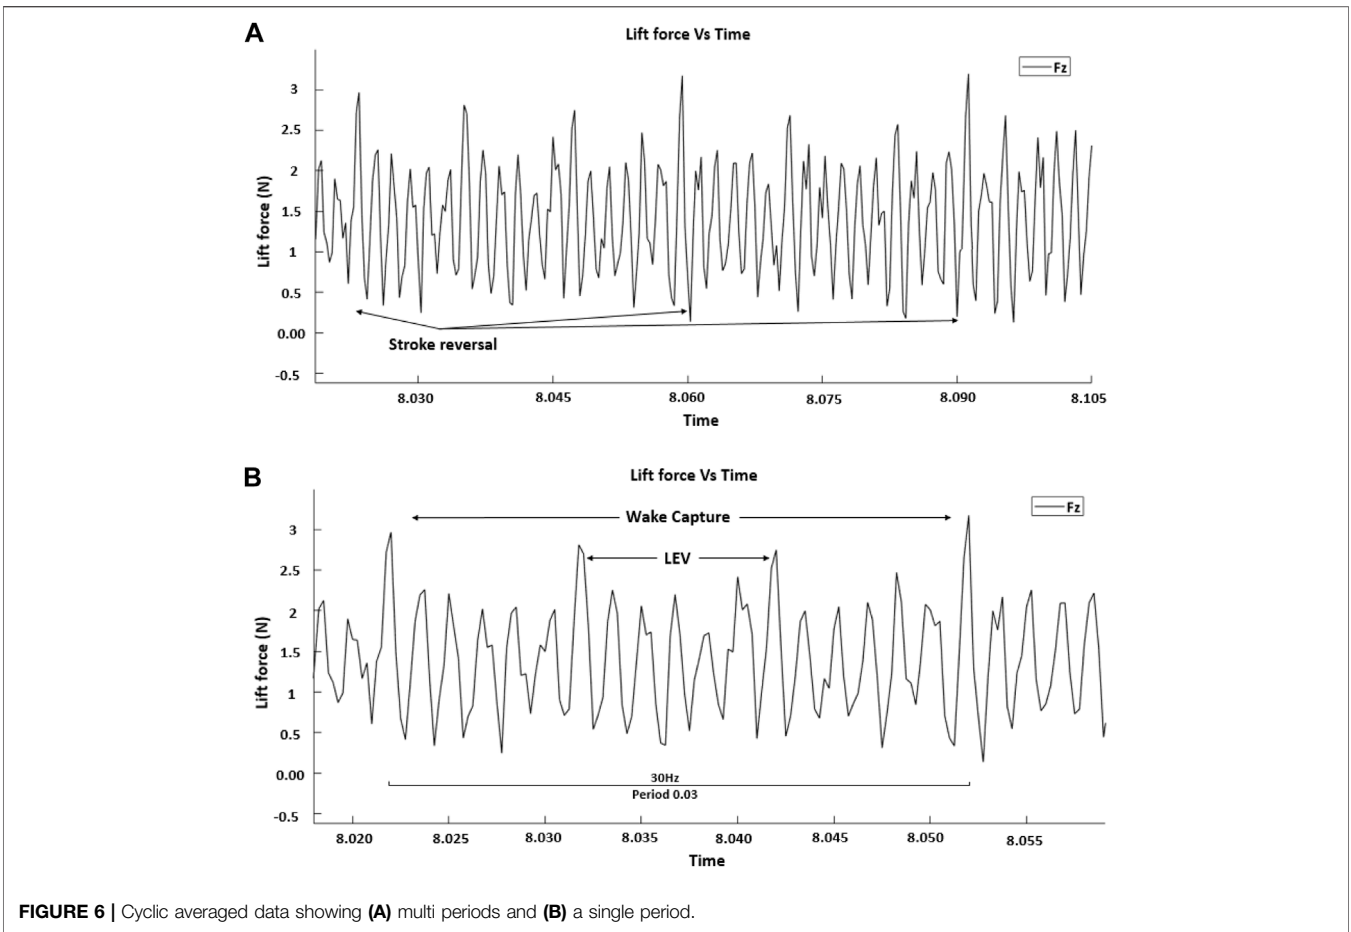 A
Lift force Vs Time
Fz
3
2.5
2
1.5
1
0.5
0.00
-0.5
Lift force (N)
Stroke reversal
8.030 8.045 8.060 8.075 8.090 8.105
Time
B
Lift force Vs Time
Fz
Wake Capture
LEV
3
2.5
2
1.5
1
0.5
0.00
-0.5
Lift force (N)
30Hz
Period 0.03
8.020 8.025 8.030 8.035 8.040 8.045 8.050 8.055
Time
FIGURE 6 | Cyclic averaged data showing (A) multi periods and (B) a single period.